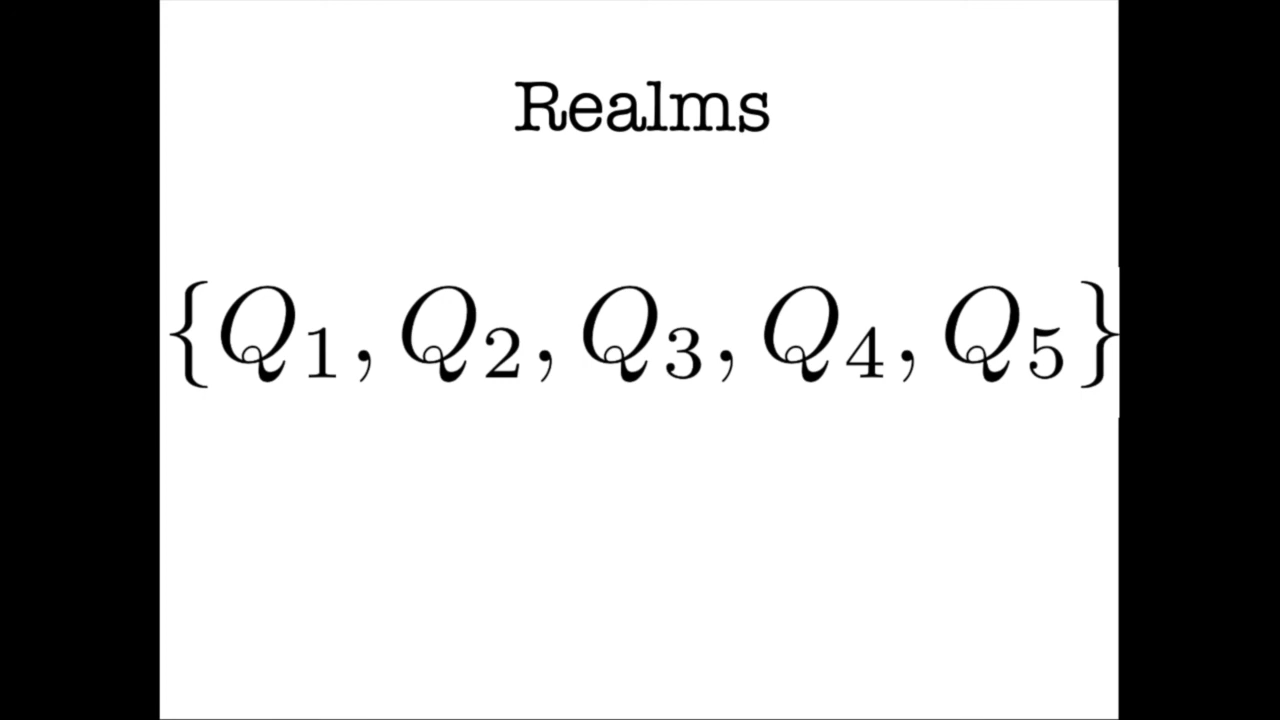 Realms
{Q₁, Q₂, Q₃, Q₄, Q₅}